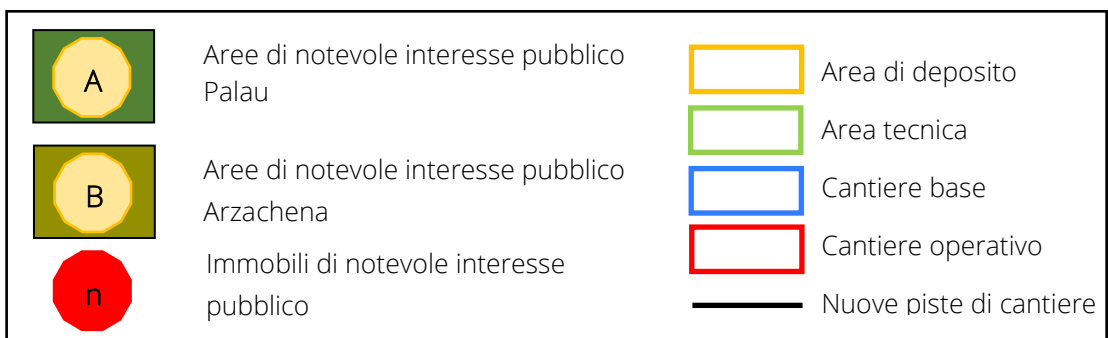 A
Aree di notevole interesse pubblico
Palau
B
Aree di notevole interesse pubblico
Arzachena
n
Immobili di notevole interesse
pubblico
Area di deposito
Area tecnica
Cantiere base
Cantiere operativo
Nuove piste di cantiere